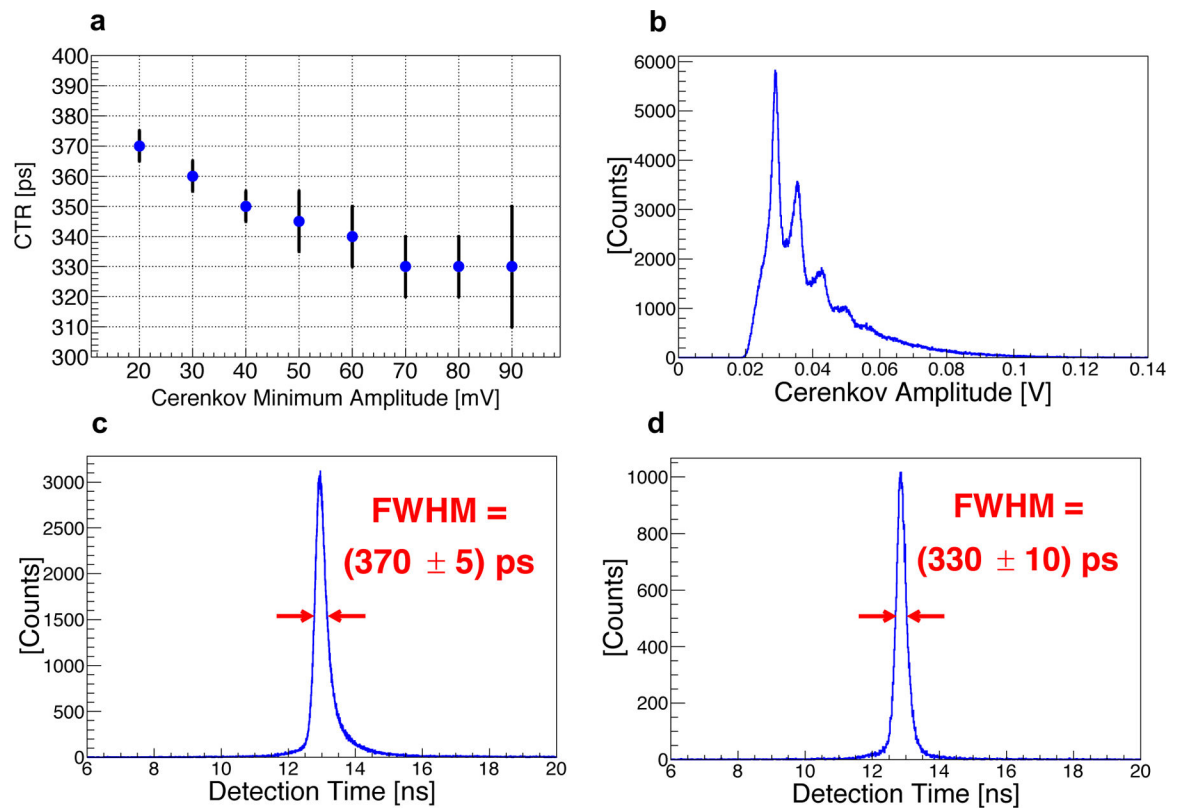 a
CTR [ps]
400
390
380
370
360
350
340
330
320
310
300
20 30 40 50 60 70 80 90
Cerenkov Minimum Amplitude [mV]
b
[Counts]
6000
5000
4000
3000
2000
1000
0
0 0.02 0.04 0.06 0.08 0.1 0.12 0.14
Cerenkov Amplitude [V]
c
[Counts]
3000
2500
2000
1500
1000
500
0
FWHM =
(370 ± 5) ps
6 8 10 12 14 16 18 20
Detection Time [ns]
d
[Counts]
1000
800
600
400
200
0
FWHM =
(330 ± 10) ps
6 8 10 12 14 16 18 20
Detection Time [ns]